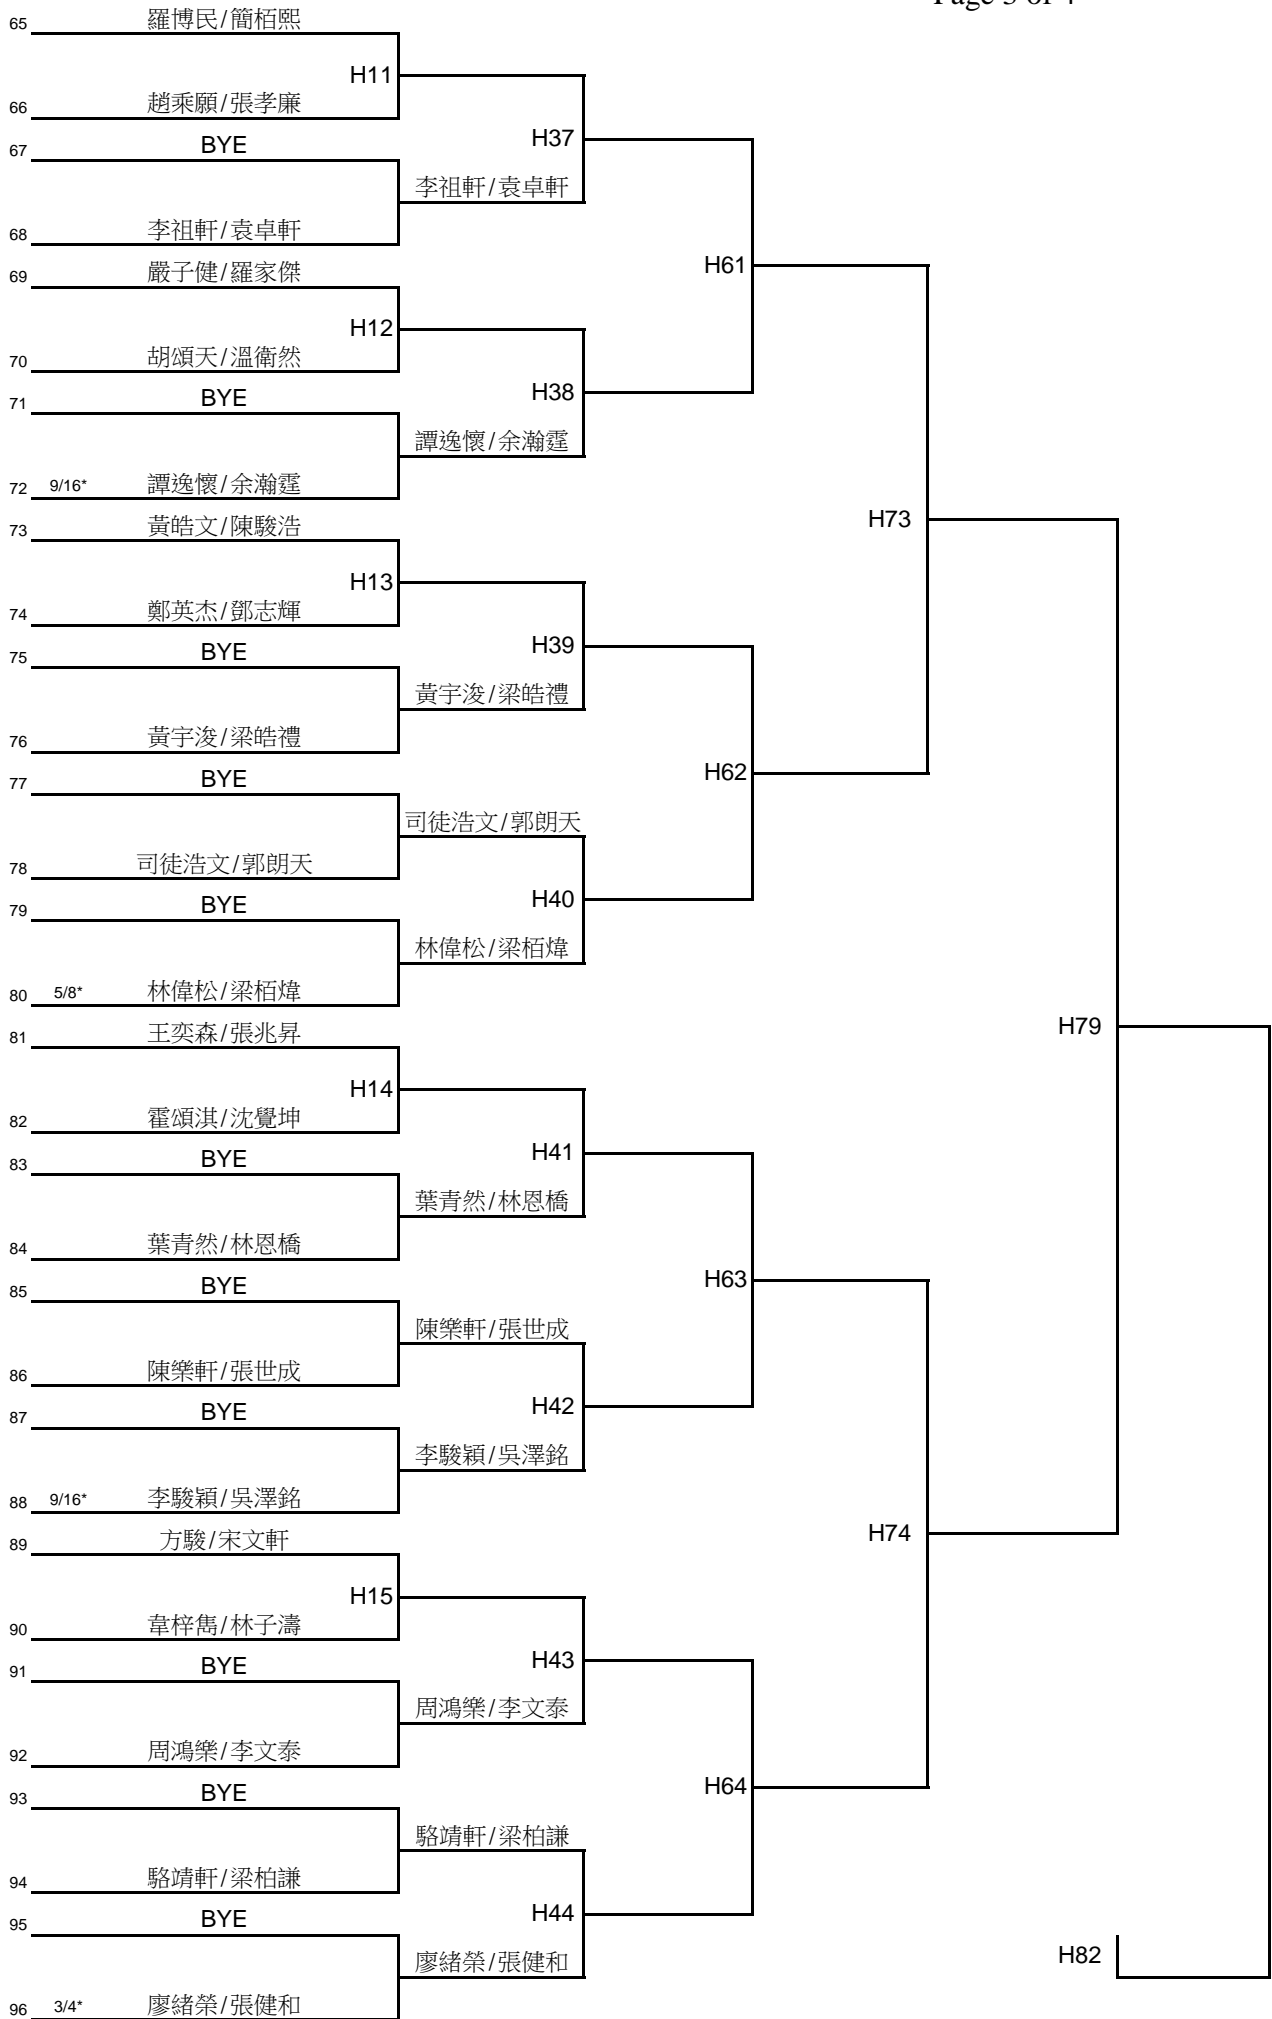 Page 3 of 4
65 羅博民/簡栢熙
H11
66 趙乘願/張孝廉
67 BYE
H37
李祖軒/袁卓軒
68 李祖軒/袁卓軒
69 嚴子健/羅家傑
H61
H12
70 胡頌天/溫衛然
71 BYE
H38
譚逸懷/余瀚霆
72 9/16* 譚逸懷/余瀚霆
73 黃皓文/陳駿浩
H73
H13
74 鄭英杰/鄧志輝
75 BYE
H39
黃宇浚/梁皓禮
76 黃宇浚/梁皓禮
77 BYE
H62
司徒浩文/郭朗天
78 司徒浩文/郭朗天
79 BYE
H40
林偉松/梁栢煒
80 5/8* 林偉松/梁栢煒
81 王奕森/張兆昇
H79
H14
82 霍頌淇/沈覺坤
83 BYE
H41
葉青然/林恩橋
84 葉青然/林恩橋
85 BYE
H63
陳樂軒/張世成
86 陳樂軒/張世成
87 BYE
H42
李駿穎/吳澤銘
88 9/16* 李駿穎/吳澤銘
89 方駿/宋文軒
H74
H15
90 韋梓雋/林子濤
91 BYE
H43
周鴻樂/李文泰
92 周鴻樂/李文泰
93 BYE
H64
駱靖軒/梁柏謙
94 駱靖軒/梁柏謙
95 BYE
H44
H82
廖緒榮/張健和
96 3/4* 廖緒榮/張健和